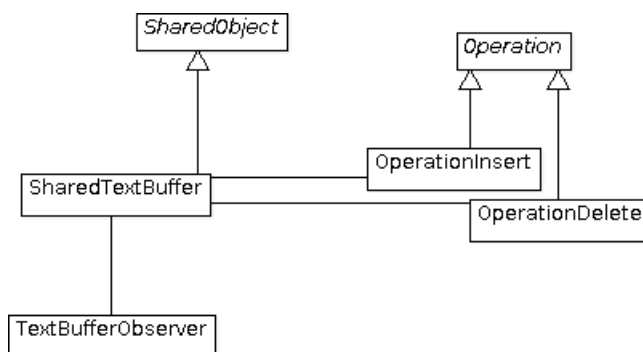 SharedObject
Operation
OperationInsert
SharedTextBuffer
OperationDelete
TextBufferObserver